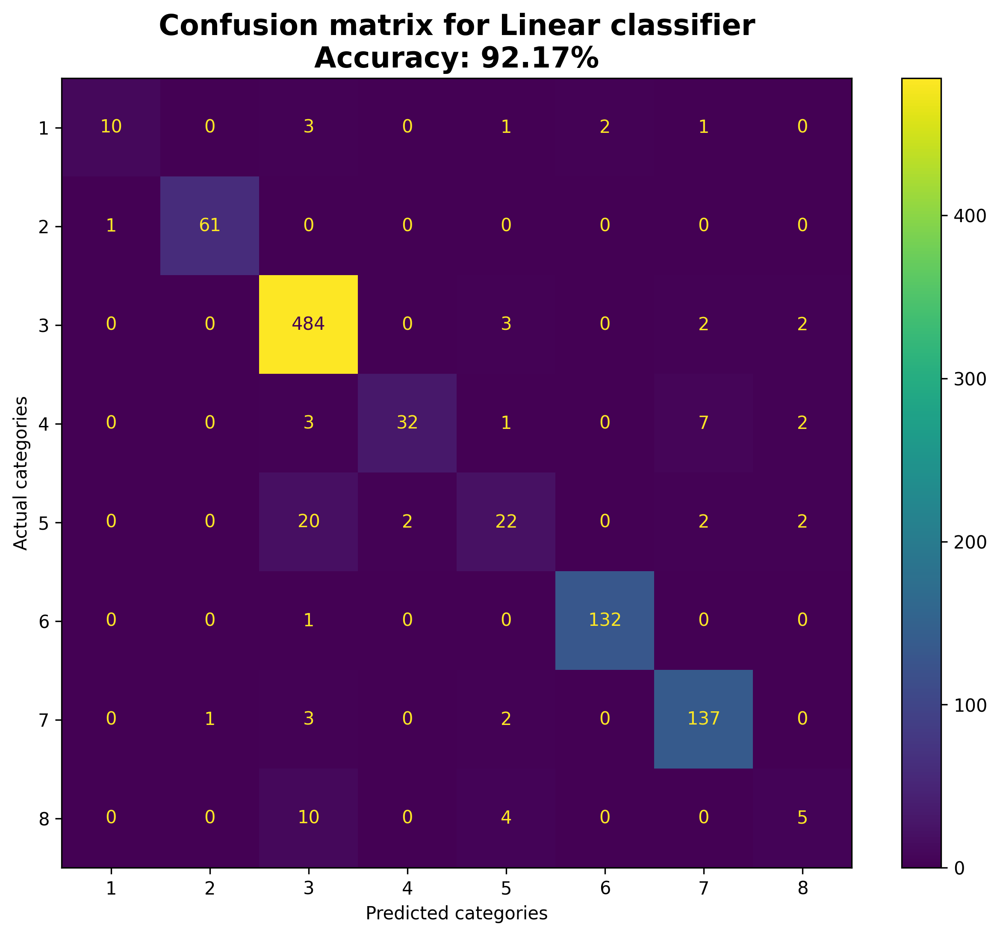 Confusion matrix for Linear classifier
Accuracy: 92.17%
1 10 0 3 0 1 2 1 0
2 1 61 0 0 0 0 0 0
3 0 0 484 0 3 0 2 2
4 0 0 3 32 1 0 7 2
5 0 0 20 2 22 0 2 2
6 0 0 1 0 0 132 0 0
7 0 1 3 0 2 0 137 0
8 0 0 10 0 4 0 0 5
1 2 3 4 5 6 7 8
Predicted categories
Actual categories
400
300
200
100
0